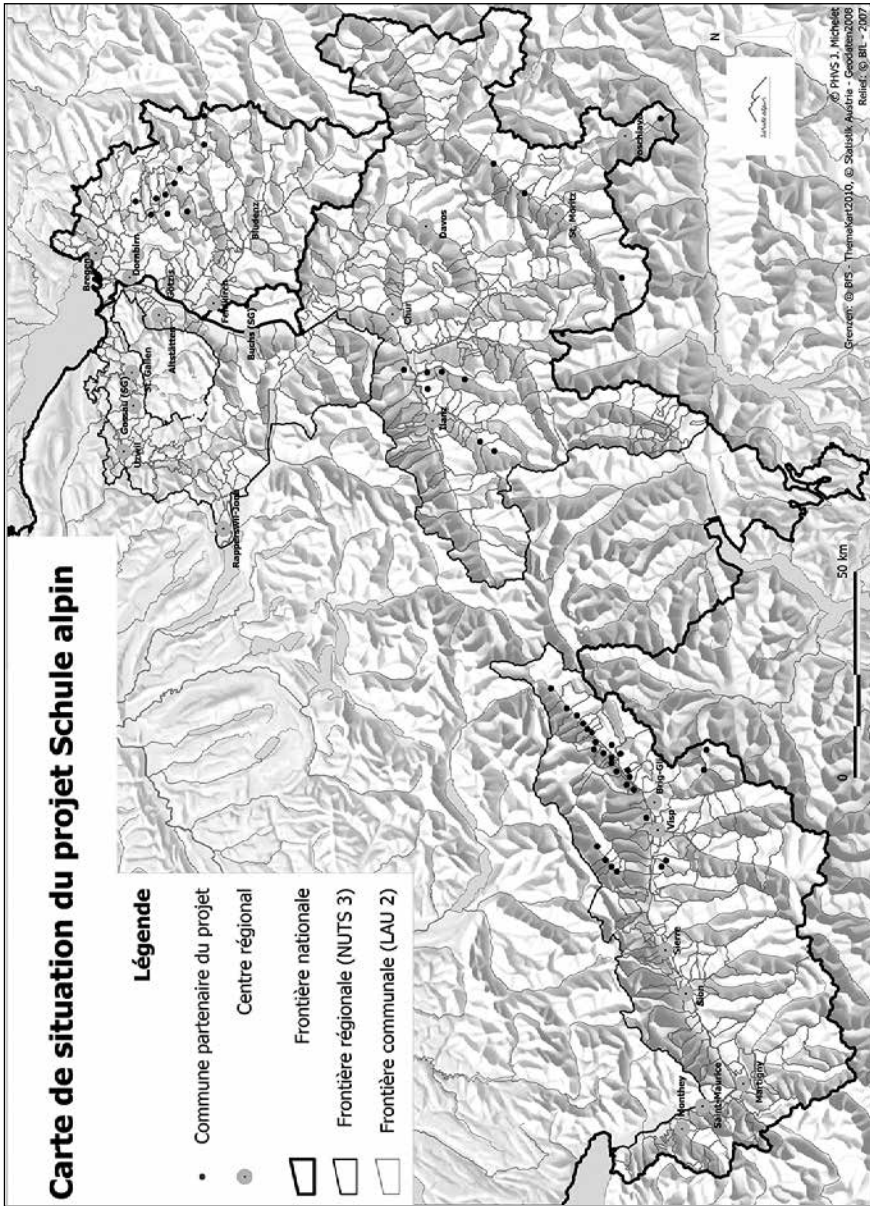 Carte de situation du projet Schule alpin
Légende
Commune partenaire du projet
Centre régional
Frontière nationale
Frontière régionale (NUTS 3)
Frontière communale (LAU 2)
Monthey
Saint-Maurice
Martigny
Sion
Sierre
Visp
Rapperswil-Jona
Gossau (SG)
St. Gallen
Altstätten
Buchs (SG)
Bregenz
Dornbirn
Götzis
Feldkirch
Bludenz
Ilanz
Chur
Davos
St. Moritz
0
50 km
N
© PHVS J. Michelet
Grenzen: © BfS - ThemaKart2010, © Statistik Austria - Geodaten2008
Relief: © BfL - 2007